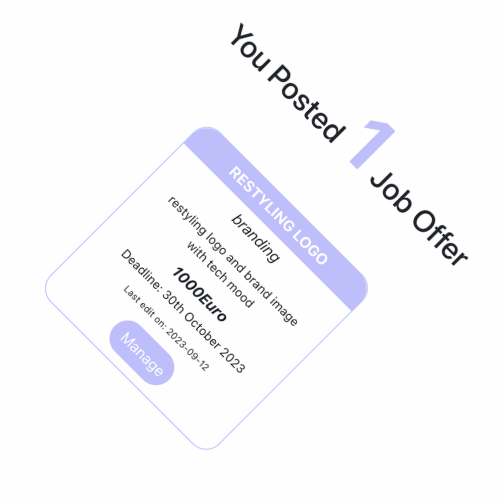 You Posted 1 Job Offer
RESTYLING LOGO
branding
restyling logo and brand image
with tech mood
1000Euro
Deadline: 30th October 2023
Last edit on: 2023-09-12
Manage